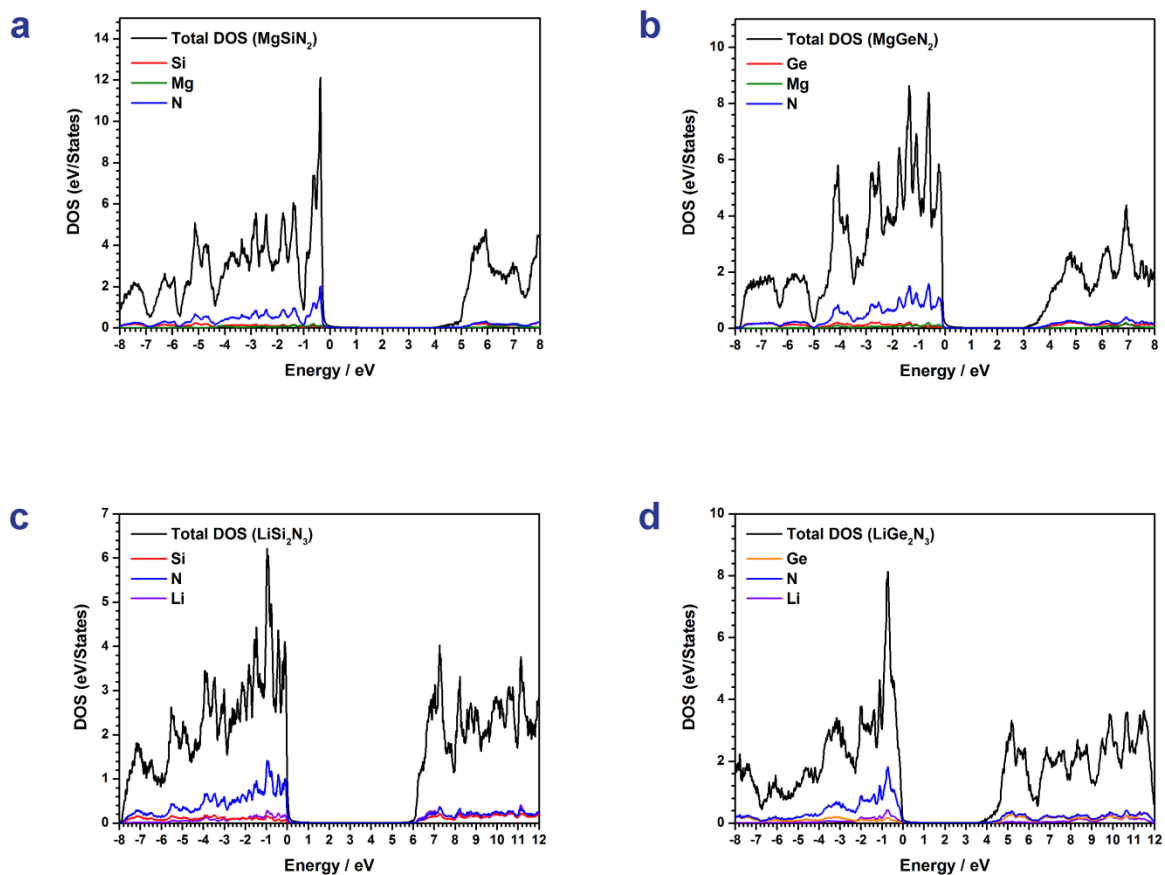 a
14
12
10
8
6
4
2
0
DOS (eV/States)
Total DOS (MgSiN₂)
Si
Mg
N
-8 -7 -6 -5 -4 -3 -2 -1 0 1 2 3 4 5 6 7 8
Energy / eV
b
10
8
6
4
2
0
DOS (eV/States)
Total DOS (MgGeN₂)
Ge
Mg
N
-8 -7 -6 -5 -4 -3 -2 -1 0 1 2 3 4 5 6 7 8
Energy / eV
c
7
6
5
4
3
2
1
0
DOS (eV/States)
Total DOS (LiSi₂N₃)
Si
N
Li
-8 -7 -6 -5 -4 -3 -2 -1 0 1 2 3 4 5 6 7 8 9 10 11 12
Energy / eV
d
10
8
6
4
2
0
DOS (eV/States)
Total DOS (LiGe₂N₃)
Ge
N
Li
-8 -7 -6 -5 -4 -3 -2 -1 0 1 2 3 4 5 6 7 8 9 10 11 12
Energy / eV